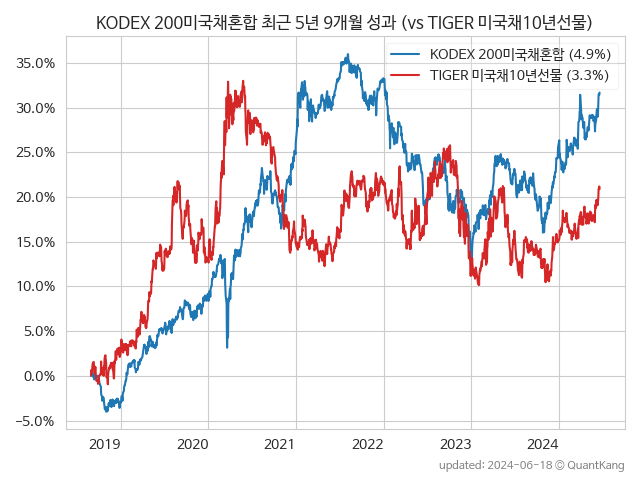 KODEX 200미국채혼합 최근 5년 9개월 성과 (vs TIGER 미국채10년선물)
KODEX 200미국채혼합 (4.9%)
TIGER 미국채10년선물 (3.3%)
35.0%
30.0%
25.0%
20.0%
15.0%
10.0%
5.0%
0.0%
−5.0%
2019 2020 2021 2022 2023 2024
updated: 2024-06-18 © QuantKang